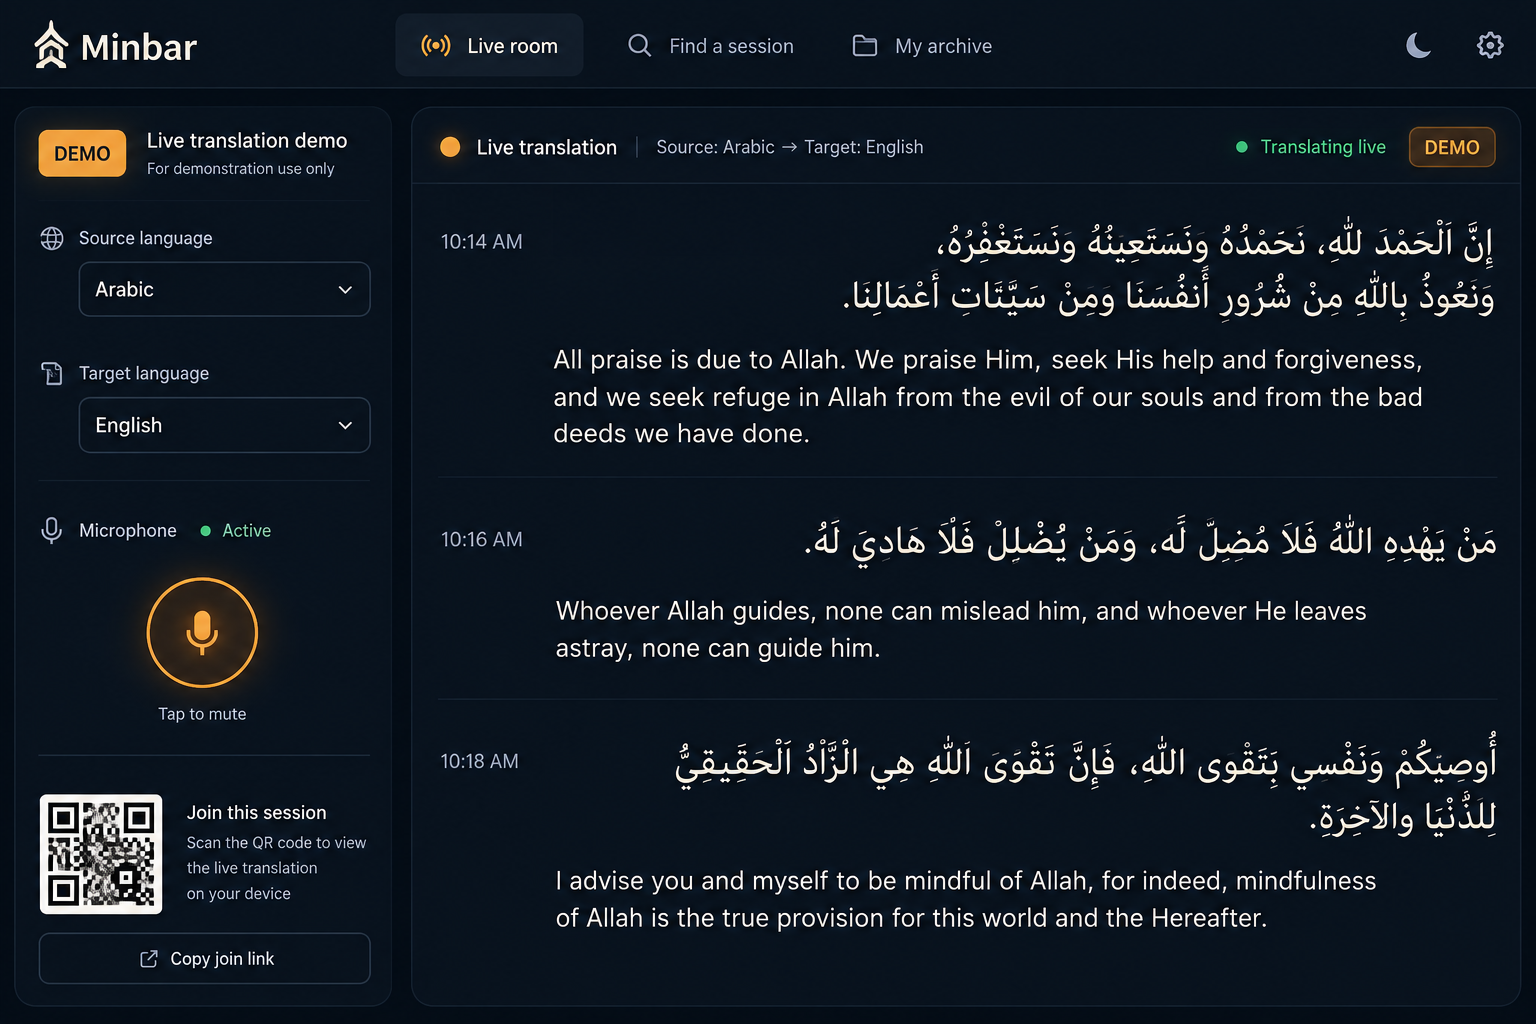 Minbar
Live room
Find a session
My archive
DEMO
Live translation demo
For demonstration use only
Source language
Arabic
Target language
English
Microphone
Active
Tap to mute
Join this session
Scan the QR code to view
the live translation
on your device
Copy join link
Live translation
Source: Arabic → Target: English
Translating live
DEMO
10:14 AM
إِنَّ اَلْحَمْدَ للّٰهِ، نَحَمْدُهُ وَنَسَتَعِينُهُ وَنَسَتَغْفِرُهُ،
وَنَعُوذُ بِاللّٰهِ مِنْ شُرُورِ أَنفُسَنَا وَمِنْ سَيَّئَاتِ أَعْمَالِنَا.
All praise is due to Allah. We praise Him, seek His help and forgiveness,
and we seek refuge in Allah from the evil of our souls and from the bad
deeds we have done.
10:16 AM
مَنْ يَهْدِهِ اللّٰهُ فَلاَ مُضِلّ لَه، وَمَنْ يُضْلِلْ فَلْاَ هَادِيَ لَهُ.
Whoever Allah guides, none can mislead him, and whoever He leaves
astray, none can guide him.
10:18 AM
أُوصِيّكُمْ وَنَفْسِي بِتَقْوى اللّٰهِ، فَإِنَّ تَقْوَىَ اَللّٰهِ هِي الْزَّاْدُ اَلْحَقَيِقِيُّ
لِلَذُّنْيَا والآخِرَةِ.
I advise you and myself to be mindful of Allah, for indeed, mindfulness
of Allah is the true provision for this world and the Hereafter.